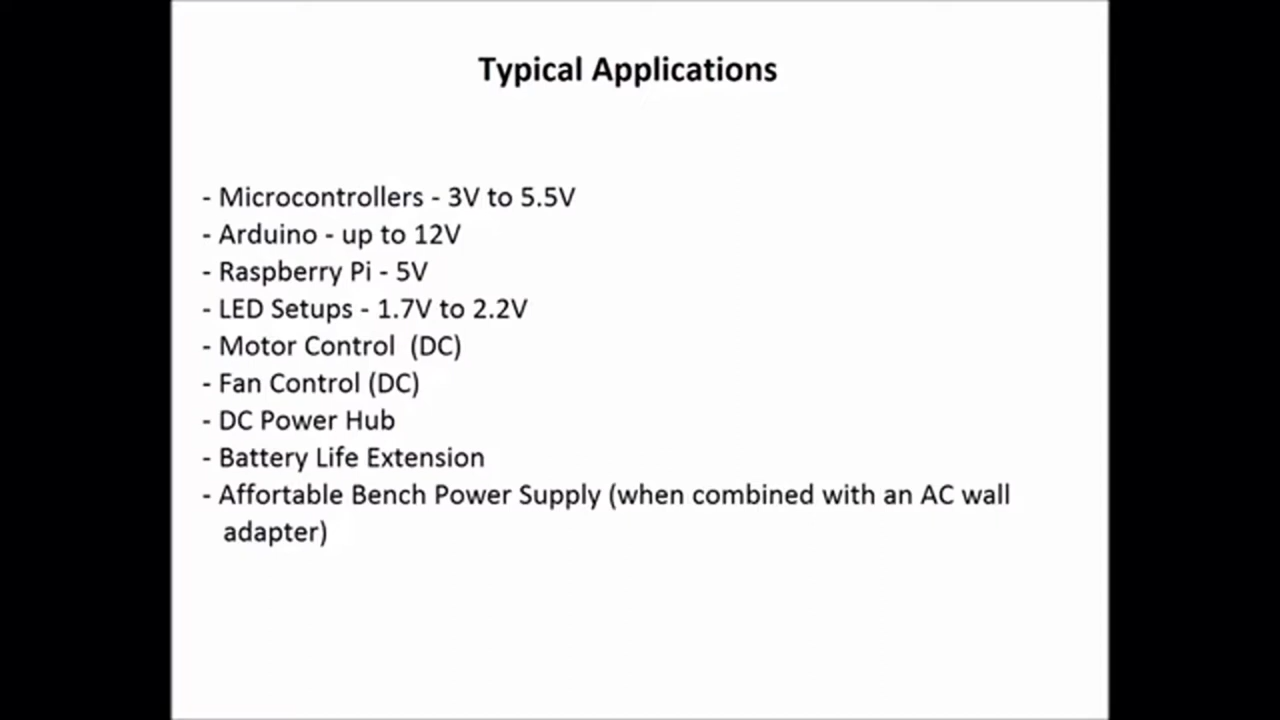 Typical Applications
- Microcontrollers - 3V to 5.5V
- Arduino - up to 12V
- Raspberry Pi - 5V
- LED Setups - 1.7V to 2.2V
- Motor Control  (DC)
- Fan Control (DC)
- DC Power Hub
- Battery Life Extension
- Affortable Bench Power Supply (when combined with an AC wall
adapter)